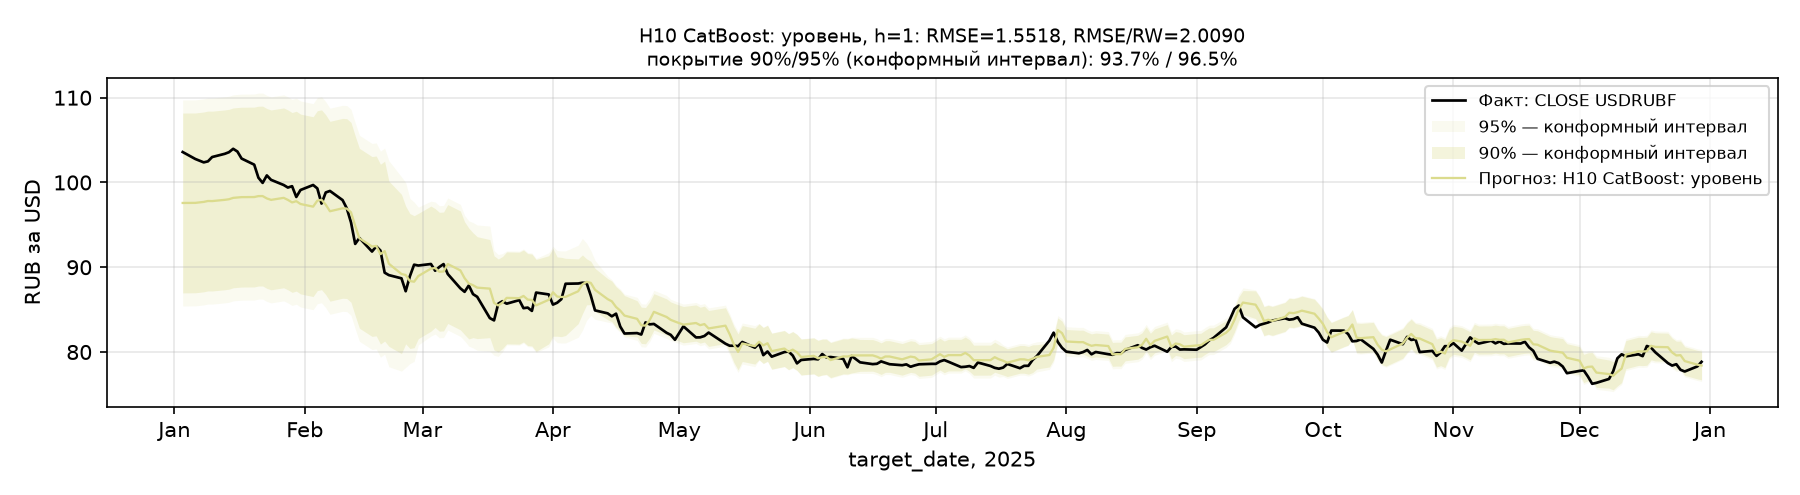 H10 CatBoost: уровень, h=1: RMSE=1.5518, RMSE/RW=2.0090
покрытие 90%/95% (конформный интервал): 93.7% / 96.5%
RUB за USD
110
100
90
80
Факт: CLOSE USDRUBF
95% — конформный интервал
90% — конформный интервал
Прогноз: H10 CatBoost: уровень
Jan Feb Mar Apr May Jun Jul Aug Sep Oct Nov Dec Jan
target_date, 2025